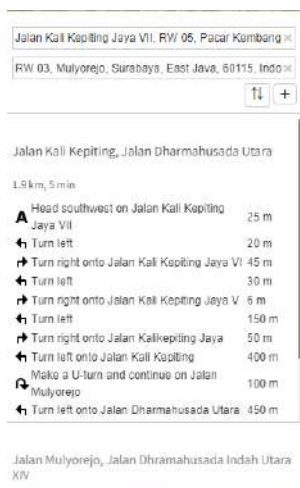 Jalan Kali Kepiting Jaya VII, RW 05, Pacar Kembang ×
RW 03, Mulyorejo, Surabaya, East Java, 60115, Indo ×
+
Jalan Kali Kepiting, Jalan Dharmahusada Utara
1.9 km, 5 min
A Head southwest on Jalan Kali Kepiting Jaya VII 25 m
Turn left 20 m
Turn right onto Jalan Kali Kepiting Jaya VI 45 m
Turn left 30 m
Turn right onto Jalan Kali Kepiting Jaya V 6 m
Turn left 150 m
Turn right onto Jalan Kalikepiting Jaya 50 m
Turn left onto Jalan Kali Kepiting 400 m
Make a U-turn and continue on Jalan Mulyorejo 100 m
Turn left onto Jalan Dharmahusada Utara 450 m
Jalan Mulyorejo, Jalan Dhramahusada Indah Utara
XIV